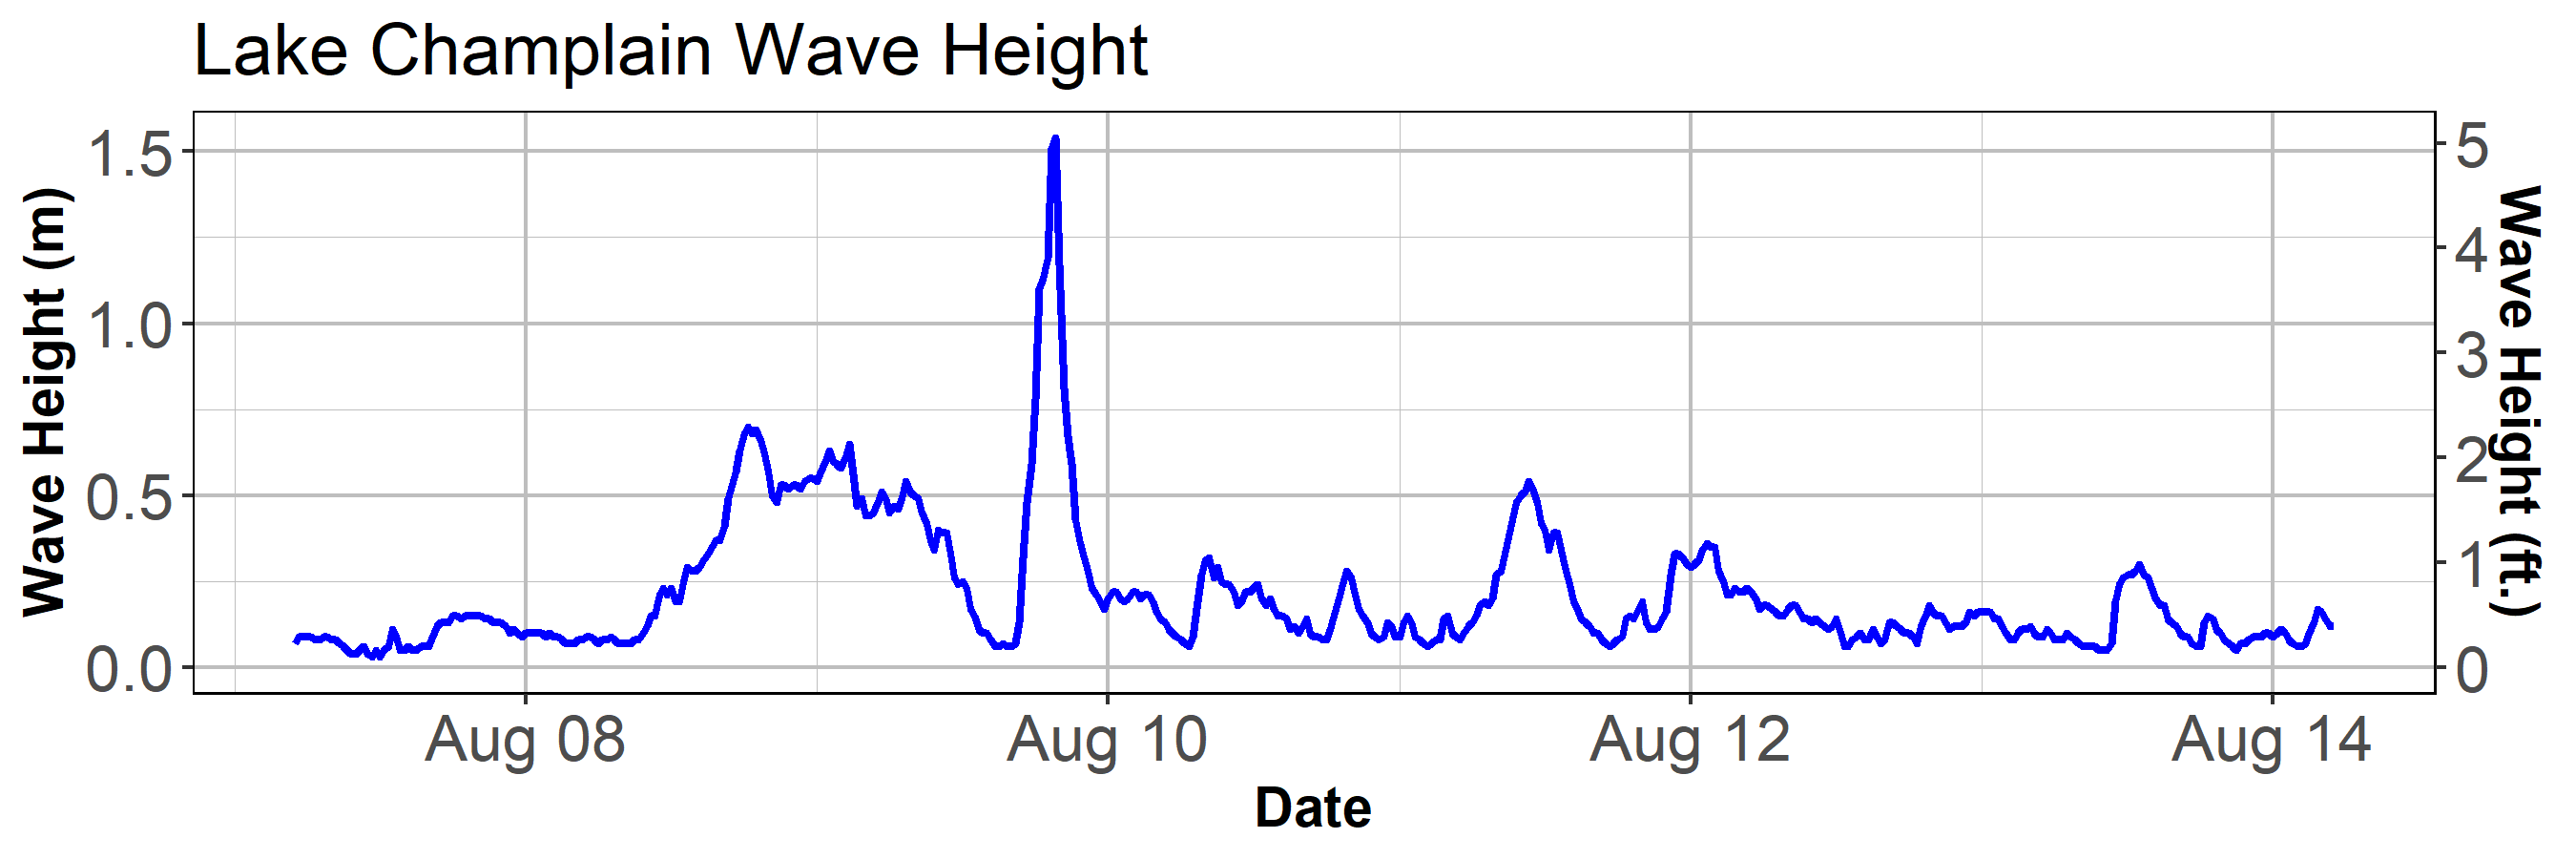 Lake Champlain Wave Height
Wave Height (m)
1.5
1.0
0.5
0.0
5
4
3
2
1
0
Wave Height (ft.)
Aug 08
Aug 10
Aug 12
Aug 14
Date